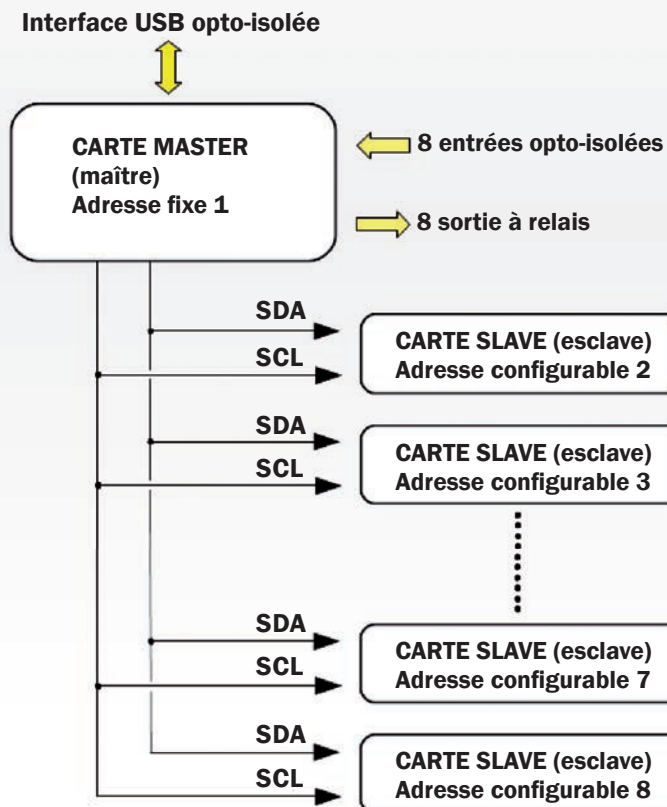 Interface USB opto-isolée
CARTE MASTER
(maître)
Adresse fixe 1
8 entrées opto-isolées
8 sortie à relais
SDA
SCL
CARTE SLAVE (esclave)
Adresse configurable 2
SDA
SCL
CARTE SLAVE (esclave)
Adresse configurable 3
SDA
SCL
CARTE SLAVE (esclave)
Adresse configurable 7
SDA
SCL
CARTE SLAVE (esclave)
Adresse configurable 8